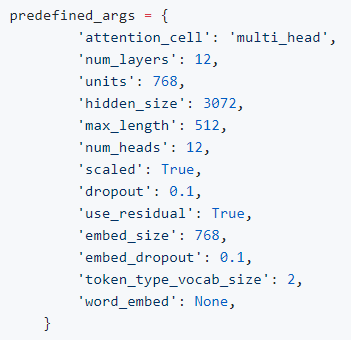 predefined_args = {
        'attention_cell': 'multi_head',
        'num_layers': 12,
        'units': 768,
        'hidden_size': 3072,
        'max_length': 512,
        'num_heads': 12,
        'scaled': True,
        'dropout': 0.1,
        'use_residual': True,
        'embed_size': 768,
        'embed_dropout': 0.1,
        'token_type_vocab_size': 2,
        'word_embed': None,
    }